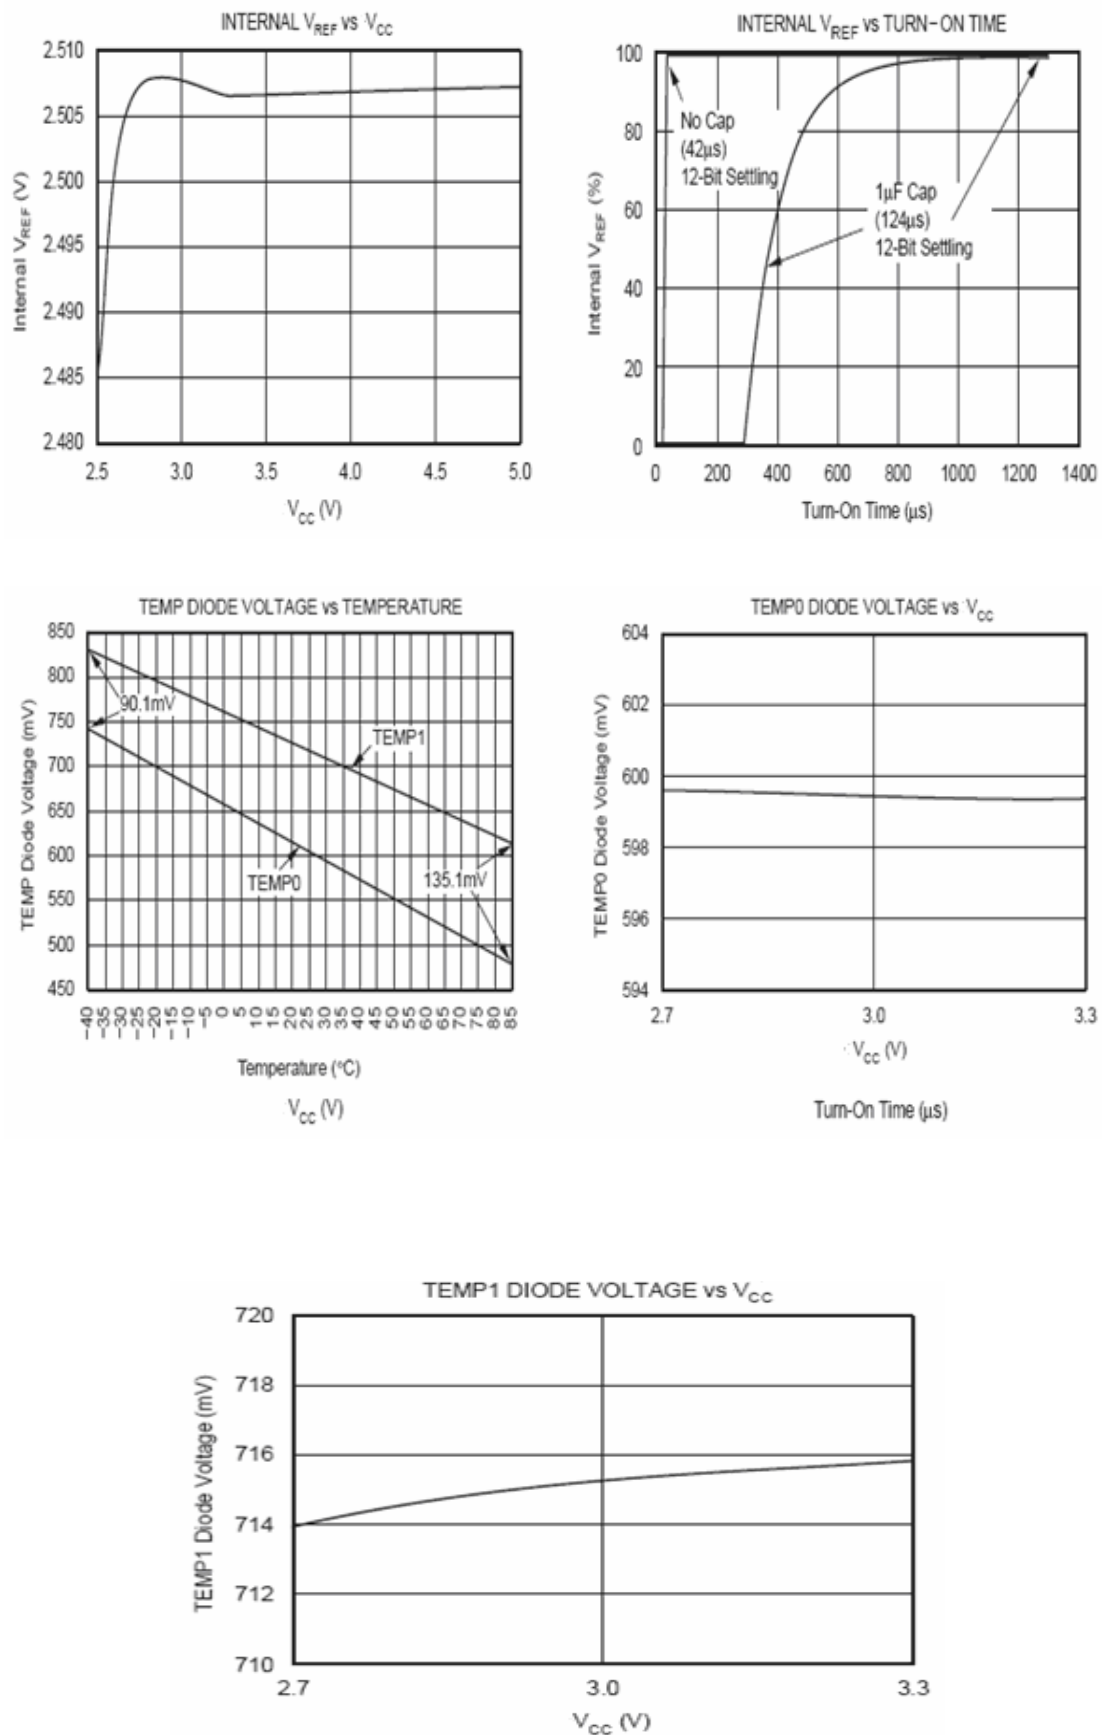 INTERNAL VREF vs VCC
2.510
2.505
2.500
2.495
2.490
2.485
2.480
Internal VREF (V)
2.5 3.0 3.5 4.0 4.5 5.0
VCC (V)
INTERNAL VREF vs TURN-ON TIME
100
80
60
40
20
0
Internal VREF (%)
No Cap
(42μs)
12-Bit Settling
1μF Cap
(124μs)
12-Bit Settling
0 200 400 600 800 1000 1200 1400
Turn-On Time (μs)
TEMP DIODE VOLTAGE vs TEMPERATURE
850
800
750
700
650
600
550
500
450
TEMP Diode Voltage (mV)
90.1mV
TEMP1
TEMP0
135.1mV
-40 -35 -30 -25 -20 -15 -10 -5 0 5 10 15 20 25 30 35 40 45 50 55 60 65 70 75 80 85
Temperature (°C)
VCC (V)
TEMP0 DIODE VOLTAGE vs VCC
604
602
600
598
596
594
TEMP0 Diode Voltage (mV)
2.7 3.0 3.3
VCC (V)
Turn-On Time (μs)
TEMP1 DIODE VOLTAGE vs VCC
720
718
716
714
712
710
TEMP1 Diode Voltage (mV)
2.7 3.0 3.3
VCC (V)